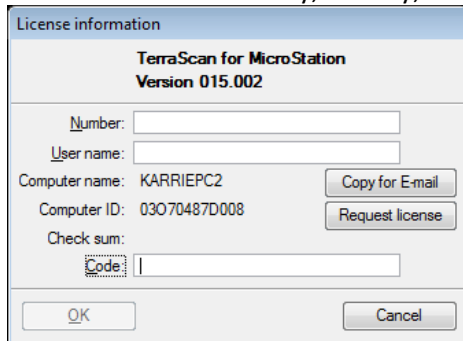 License information
TerraScan for MicroStation
Version 015.002
Number:
User name:
Computer name: KARRIEPC2 Copy for E-mail
Computer ID: 03O70487D008 Request license
Check sum:
Code:
OK Cancel